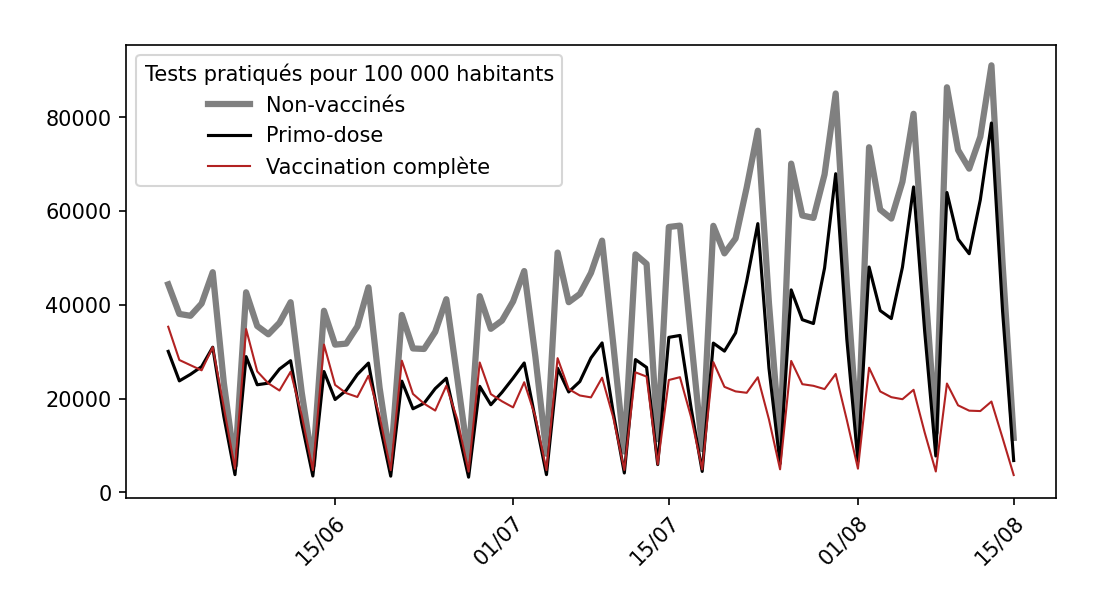 Tests pratiqués pour 100 000 habitants
Non-vaccinés
Primo-dose
Vaccination complète
80000
60000
40000
20000
0
15/06
01/07
15/07
01/08
15/08